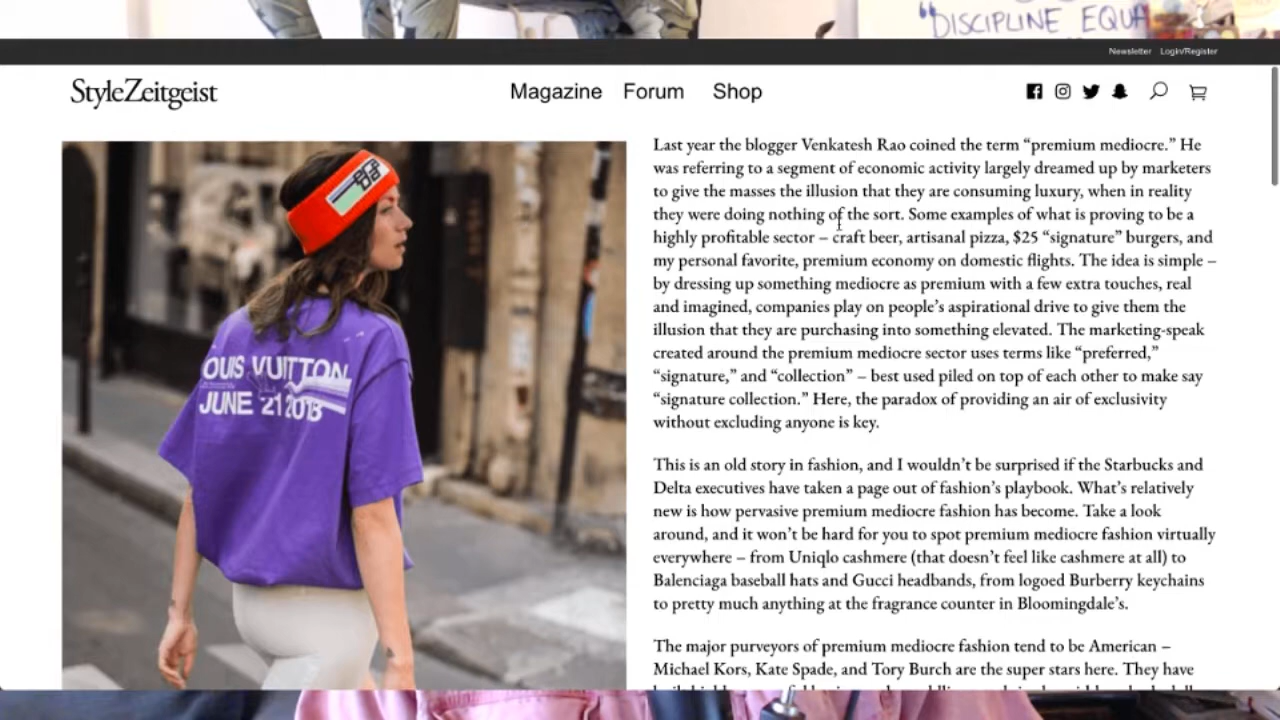 "DISCIPLINE EQUA
Newsletter Login/Register
StyleZeitgeist
Magazine Forum Shop
Last year the blogger Venkatesh Rao coined the term “premium mediocre.” He
was referring to a segment of economic activity largely dreamed up by marketers
to give the masses the illusion that they are consuming luxury, when in reality
they were doing nothing of the sort. Some examples of what is proving to be a
highly profitable sector – craft beer, artisanal pizza, $25 “signature” burgers, and
my personal favorite, premium economy on domestic flights. The idea is simple –
by dressing up something mediocre as premium with a few extra touches, real
and imagined, companies play on people’s aspirational drive to give them the
illusion that they are purchasing into something elevated. The marketing-speak
created around the premium mediocre sector uses terms like “preferred,”
“signature,” and “collection” – best used piled on top of each other to make say
“signature collection.” Here, the paradox of providing an air of exclusivity
without excluding anyone is key.
This is an old story in fashion, and I wouldn’t be surprised if the Starbucks and
Delta executives have taken a page out of fashion’s playbook. What’s relatively
new is how pervasive premium mediocre fashion has become. Take a look
around, and it won’t be hard for you to spot premium mediocre fashion virtually
everywhere – from Uniqlo cashmere (that doesn’t feel like cashmere at all) to
Balenciaga baseball hats and Gucci headbands, from logoed Burberry keychains
to pretty much anything at the fragrance counter in Bloomingdale’s.
The major purveyors of premium mediocre fashion tend to be American –
Michael Kors, Kate Spade, and Tory Burch are the super stars here. They have
OUIS VUITTON
JUNE 21 2018